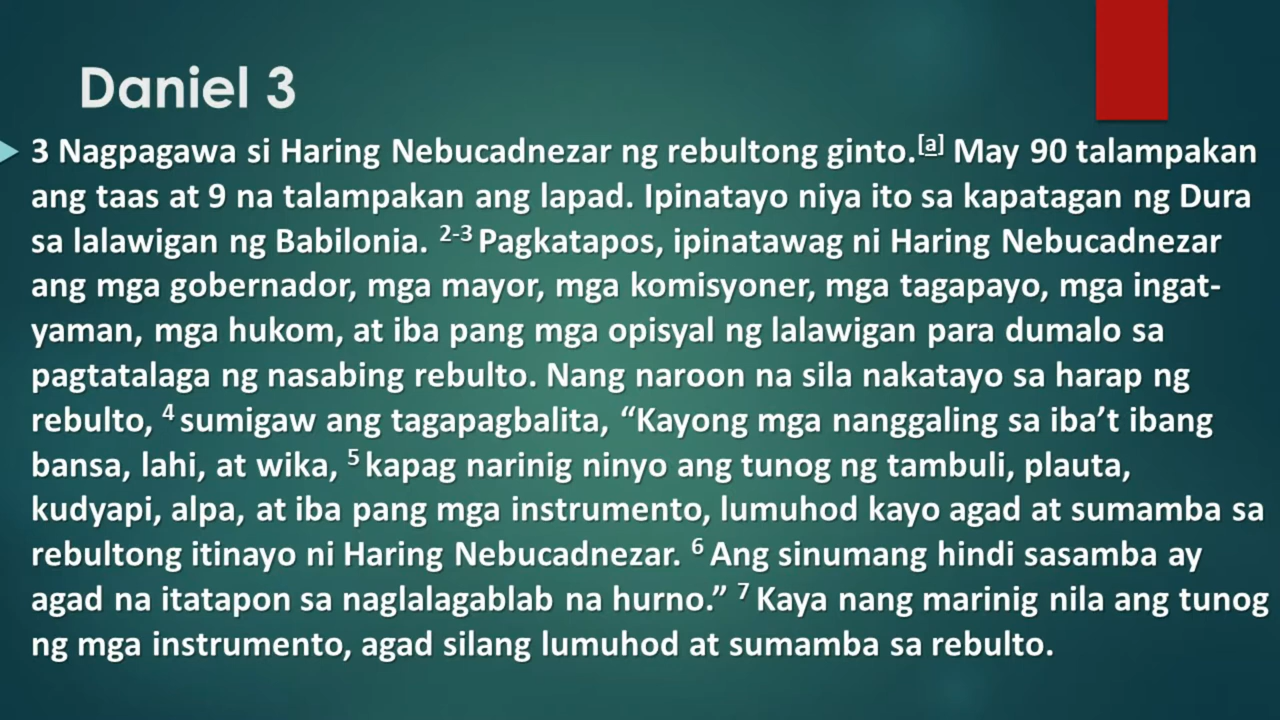 Daniel 3
3 Nagpagawa si Haring Nebucadnezar ng rebultong ginto.[a] May 90 talampakan
ang taas at 9 na talampakan ang lapad. Ipinatayo niya ito sa kapatagan ng Dura
sa lalawigan ng Babilonia. 2-3 Pagkatapos, ipinatawag ni Haring Nebucadnezar
ang mga gobernador, mga mayor, mga komisyoner, mga tagapayo, mga ingat-
yaman, mga hukom, at iba pang mga opisyal ng lalawigan para dumalo sa
pagtatalaga ng nasabing rebulto. Nang naroon na sila nakatayo sa harap ng
rebulto, 4 sumigaw ang tagapagbalita, “Kayong mga nanggaling sa iba’t ibang
bansa, lahi, at wika, 5 kapag narinig ninyo ang tunog ng tambuli, plauta,
kudyapi, alpa, at iba pang mga instrumento, lumuhod kayo agad at sumamba sa
rebultong itinayo ni Haring Nebucadnezar. 6 Ang sinumang hindi sasamba ay
agad na itatapon sa naglalagablab na hurno.” 7 Kaya nang marinig nila ang tunog
ng mga instrumento, agad silang lumuhod at sumamba sa rebulto.